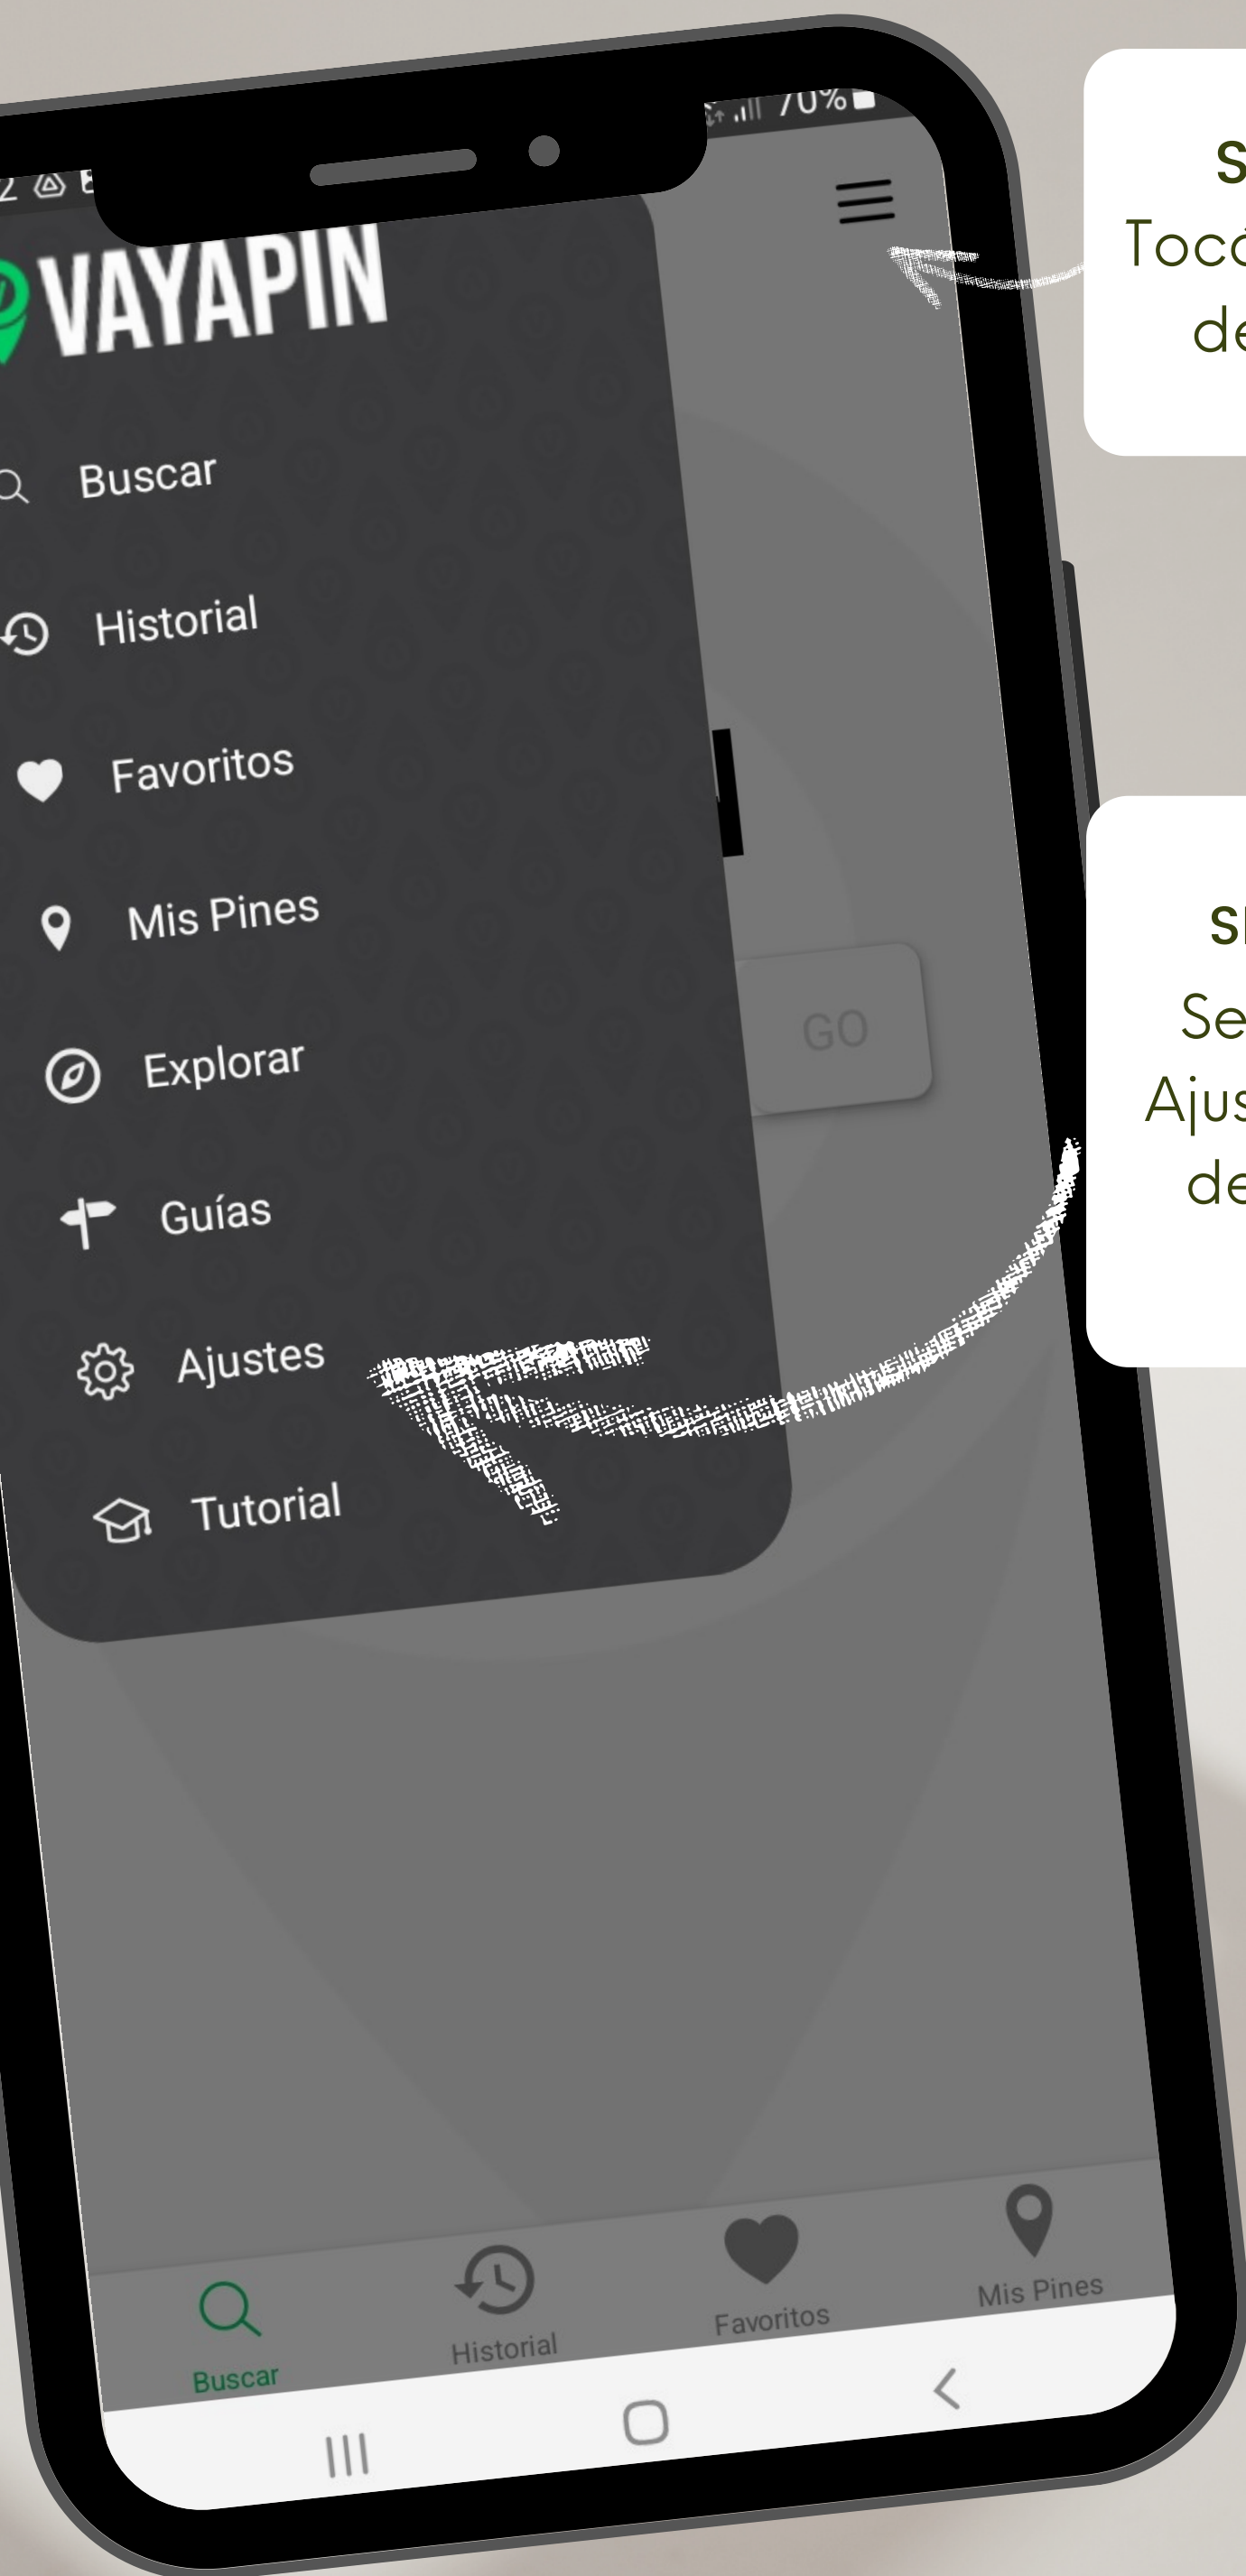 70%
VAYAPIN
Buscar
Historial
Favoritos
Mis Pines
Explorar
Guías
Ajustes
Tutorial
GO
Buscar
Historial
Favoritos
Mis Pines